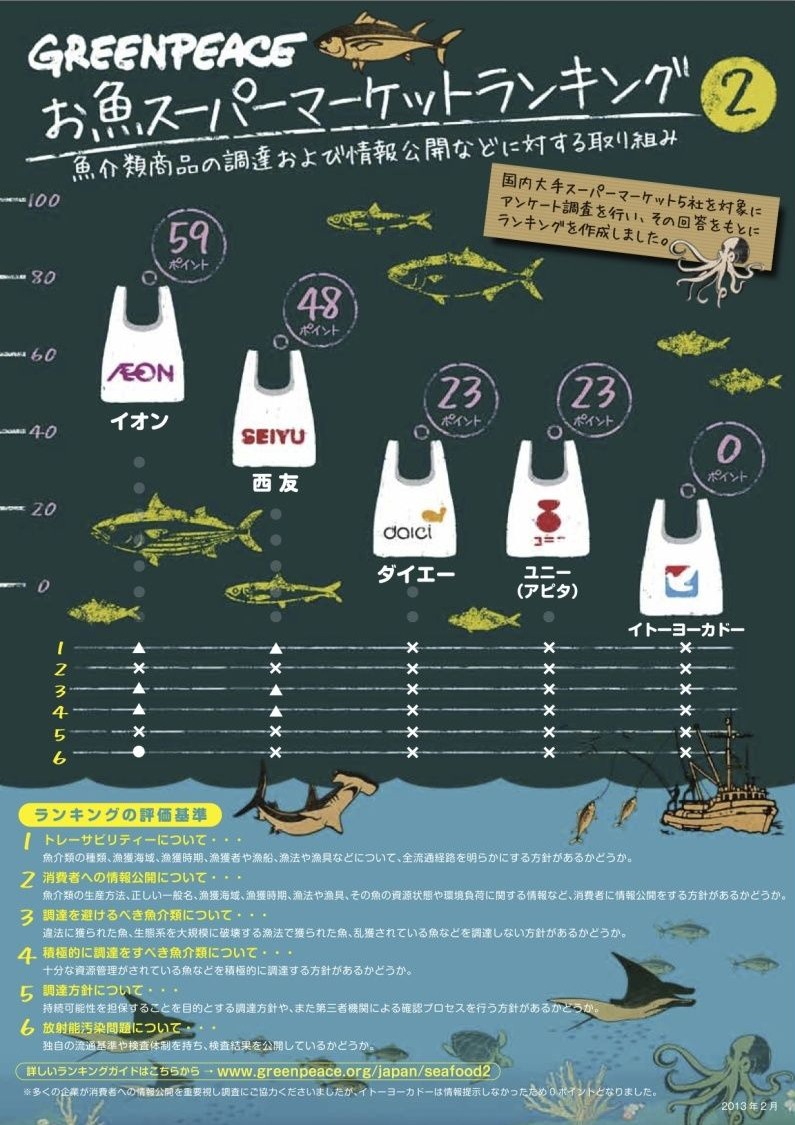 GREENPEACE
お魚スーパーマーケットランキング 2
魚介類商品の調達および情報公開などに対する取り組み
国内大手スーパーマーケット5社を対象に
アンケート調査を行い、その回答をもとに
ランキングを作成しました。
100
80
60
40
20
0
59
ポイント
AEON
イオン
48
ポイント
SEIYU
西友
23
ポイント
daiei
ダイエー
23
ポイント
ユニー
ユニー
(アピタ)
0
ポイント
イトーヨーカドー
1 ▲ ▲ × × ×
2 × × × × ×
3 ▲ ▲ × × ×
4 ▲ ▲ × × ×
5 × × × × ×
6 ● × × × ×
ランキングの評価基準
1 トレーサビリティーについて・・・
魚介類の種類、漁獲海域、漁獲時期、漁獲者や漁船、漁法や漁具などについて、全流通経路を明らかにする方針があるかどうか。
2 消費者への情報公開について・・・
魚介類の生産方法、正しい一般名、漁獲海域、漁獲時期、漁法や漁具、その魚の資源状態や環境負荷に関する情報など、消費者に情報公開をする方針があるかどうか。
3 調達を避けるべき魚介類について・・・
違法に獲られた魚、生態系を大規模に破壊する漁法で獲られた魚、乱獲されている魚などを調達しない方針があるかどうか。
4 積極的に調達をすべき魚介類について・・・
十分な資源管理がされている魚などを積極的に調達する方針があるかどうか。
5 調達方針について・・・
持続可能性を担保することを目的とする調達方針や、また第三者機関による確認プロセスを行う方針があるかどうか。
6 放射能汚染問題について・・・
独自の流通基準や検査体制を持ち、検査結果を公開しているかどうか。
詳しいランキングガイドはこちらから → www.greenpeace.org/japan/seafood2
※多くの企業が消費者への情報公開を重要視し調査にご協力くださいましたが、イトーヨーカドーは情報提示しなかったため0ポイントとなりました。
2013年2月